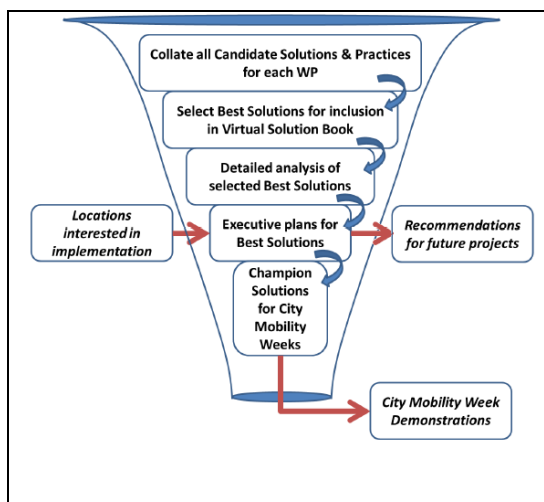 Collate all Candidate Solutions & Practices
for each WP
Select Best Solutions for inclusion
in Virtual Solution Book
Detailed analysis of
selected Best Solutions
Locations
interested in
implementation
Executive plans for
Best Solutions
Recommendations
for future projects
Champion
Solutions
for City
Mobility
Weeks
City Mobility Week
Demonstrations